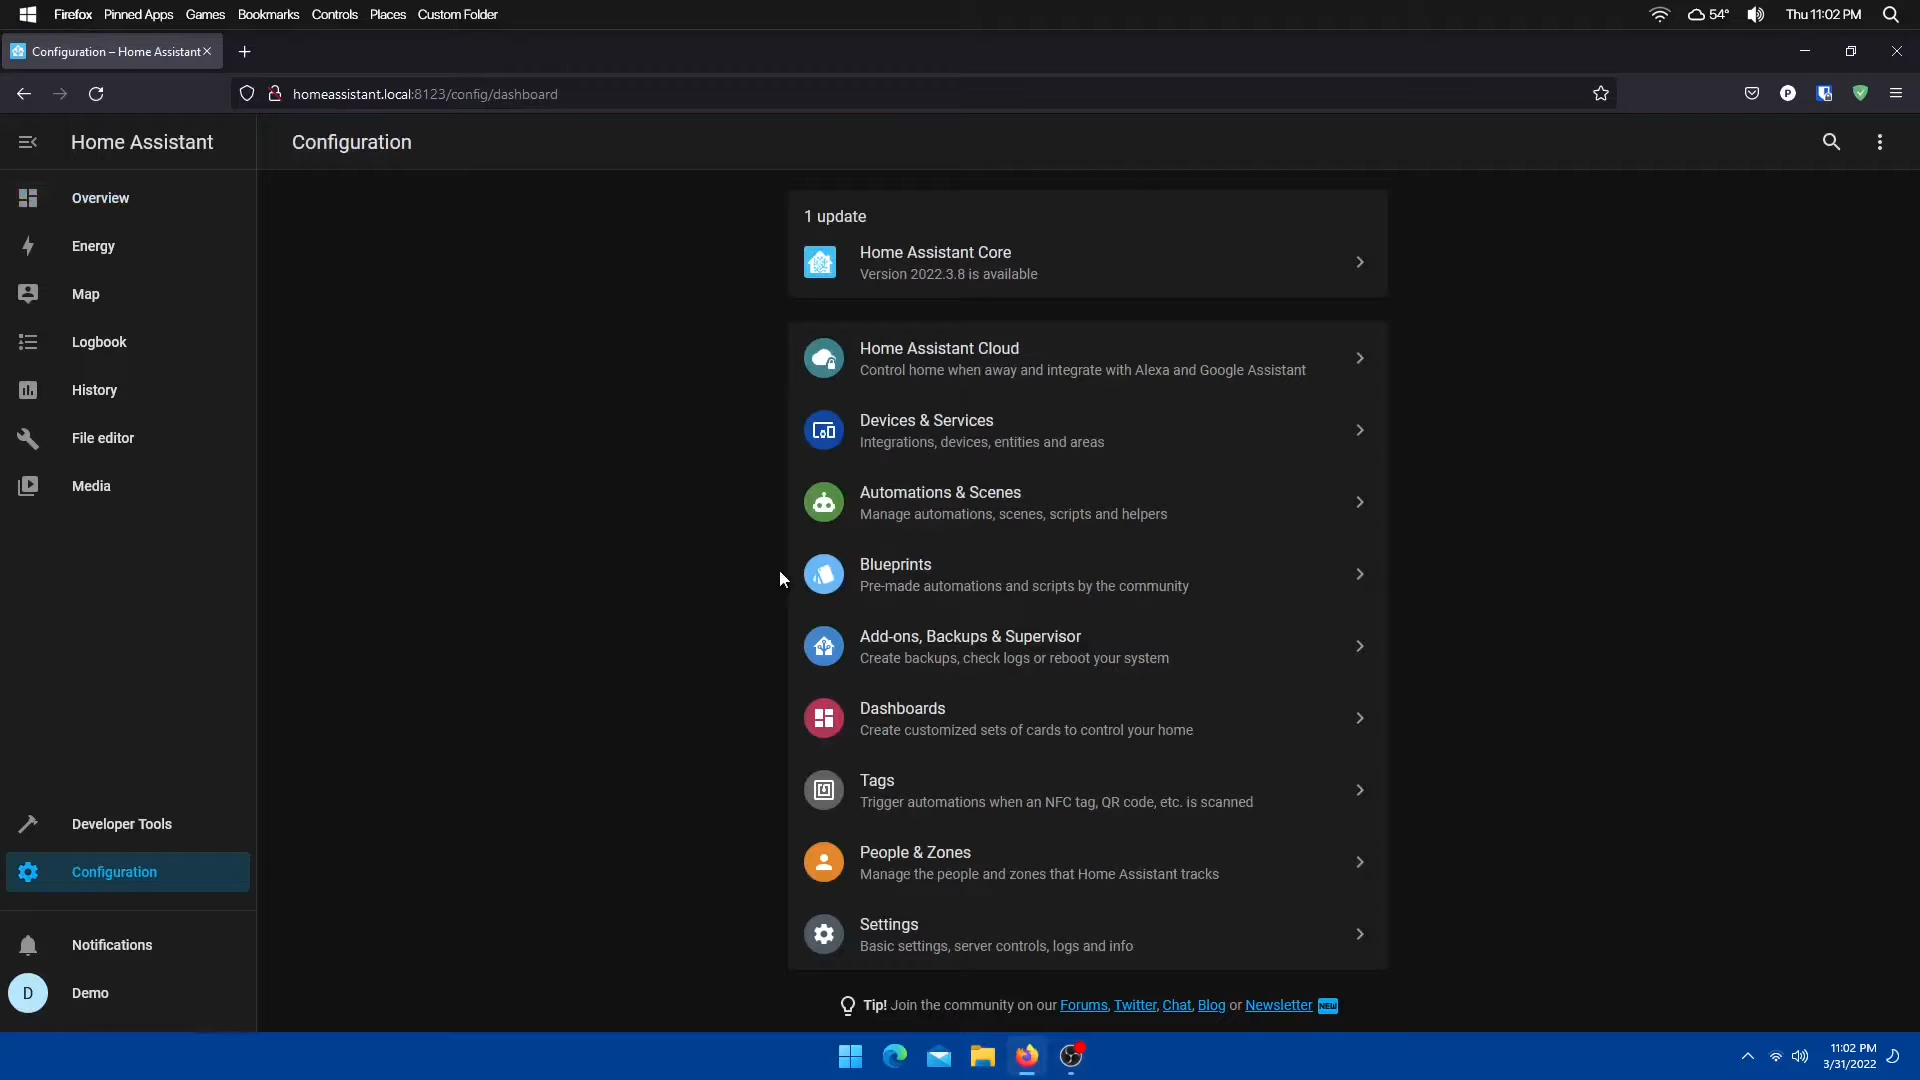 Firefox Pinned Apps Games Bookmarks Controls Places Custom Folder
54° Thu 11:02 PM
Configuration – Home Assistant
homeassistant.local:8123/config/dashboard
Home Assistant
Configuration
Overview
Energy
Map
Logbook
History
File editor
Media
Developer Tools
Configuration
Notifications
D Demo
1 update
Home Assistant Core
Version 2022.3.8 is available
Home Assistant Cloud
Control home when away and integrate with Alexa and Google Assistant
Devices & Services
Integrations, devices, entities and areas
Automations & Scenes
Manage automations, scenes, scripts and helpers
Blueprints
Pre-made automations and scripts by the community
Add-ons, Backups & Supervisor
Create backups, check logs or reboot your system
Dashboards
Create customized sets of cards to control your home
Tags
Trigger automations when an NFC tag, QR code, etc. is scanned
People & Zones
Manage the people and zones that Home Assistant tracks
Settings
Basic settings, server controls, logs and info
Tip! Join the community on our Forums, Twitter, Chat, Blog or Newsletter NEW
11:02 PM
3/31/2022